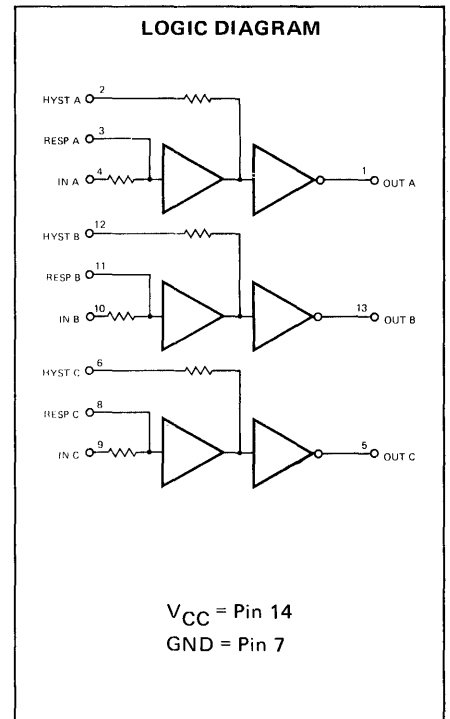 LOGIC DIAGRAM
2
HYST A
3
RESP A
4
IN A
1
OUT A
12
HYST B
11
RESP B
10
IN B
13
OUT B
6
HYST C
8
RESP C
9
IN C
5
OUT C
VCC = Pin 14
GND = Pin 7